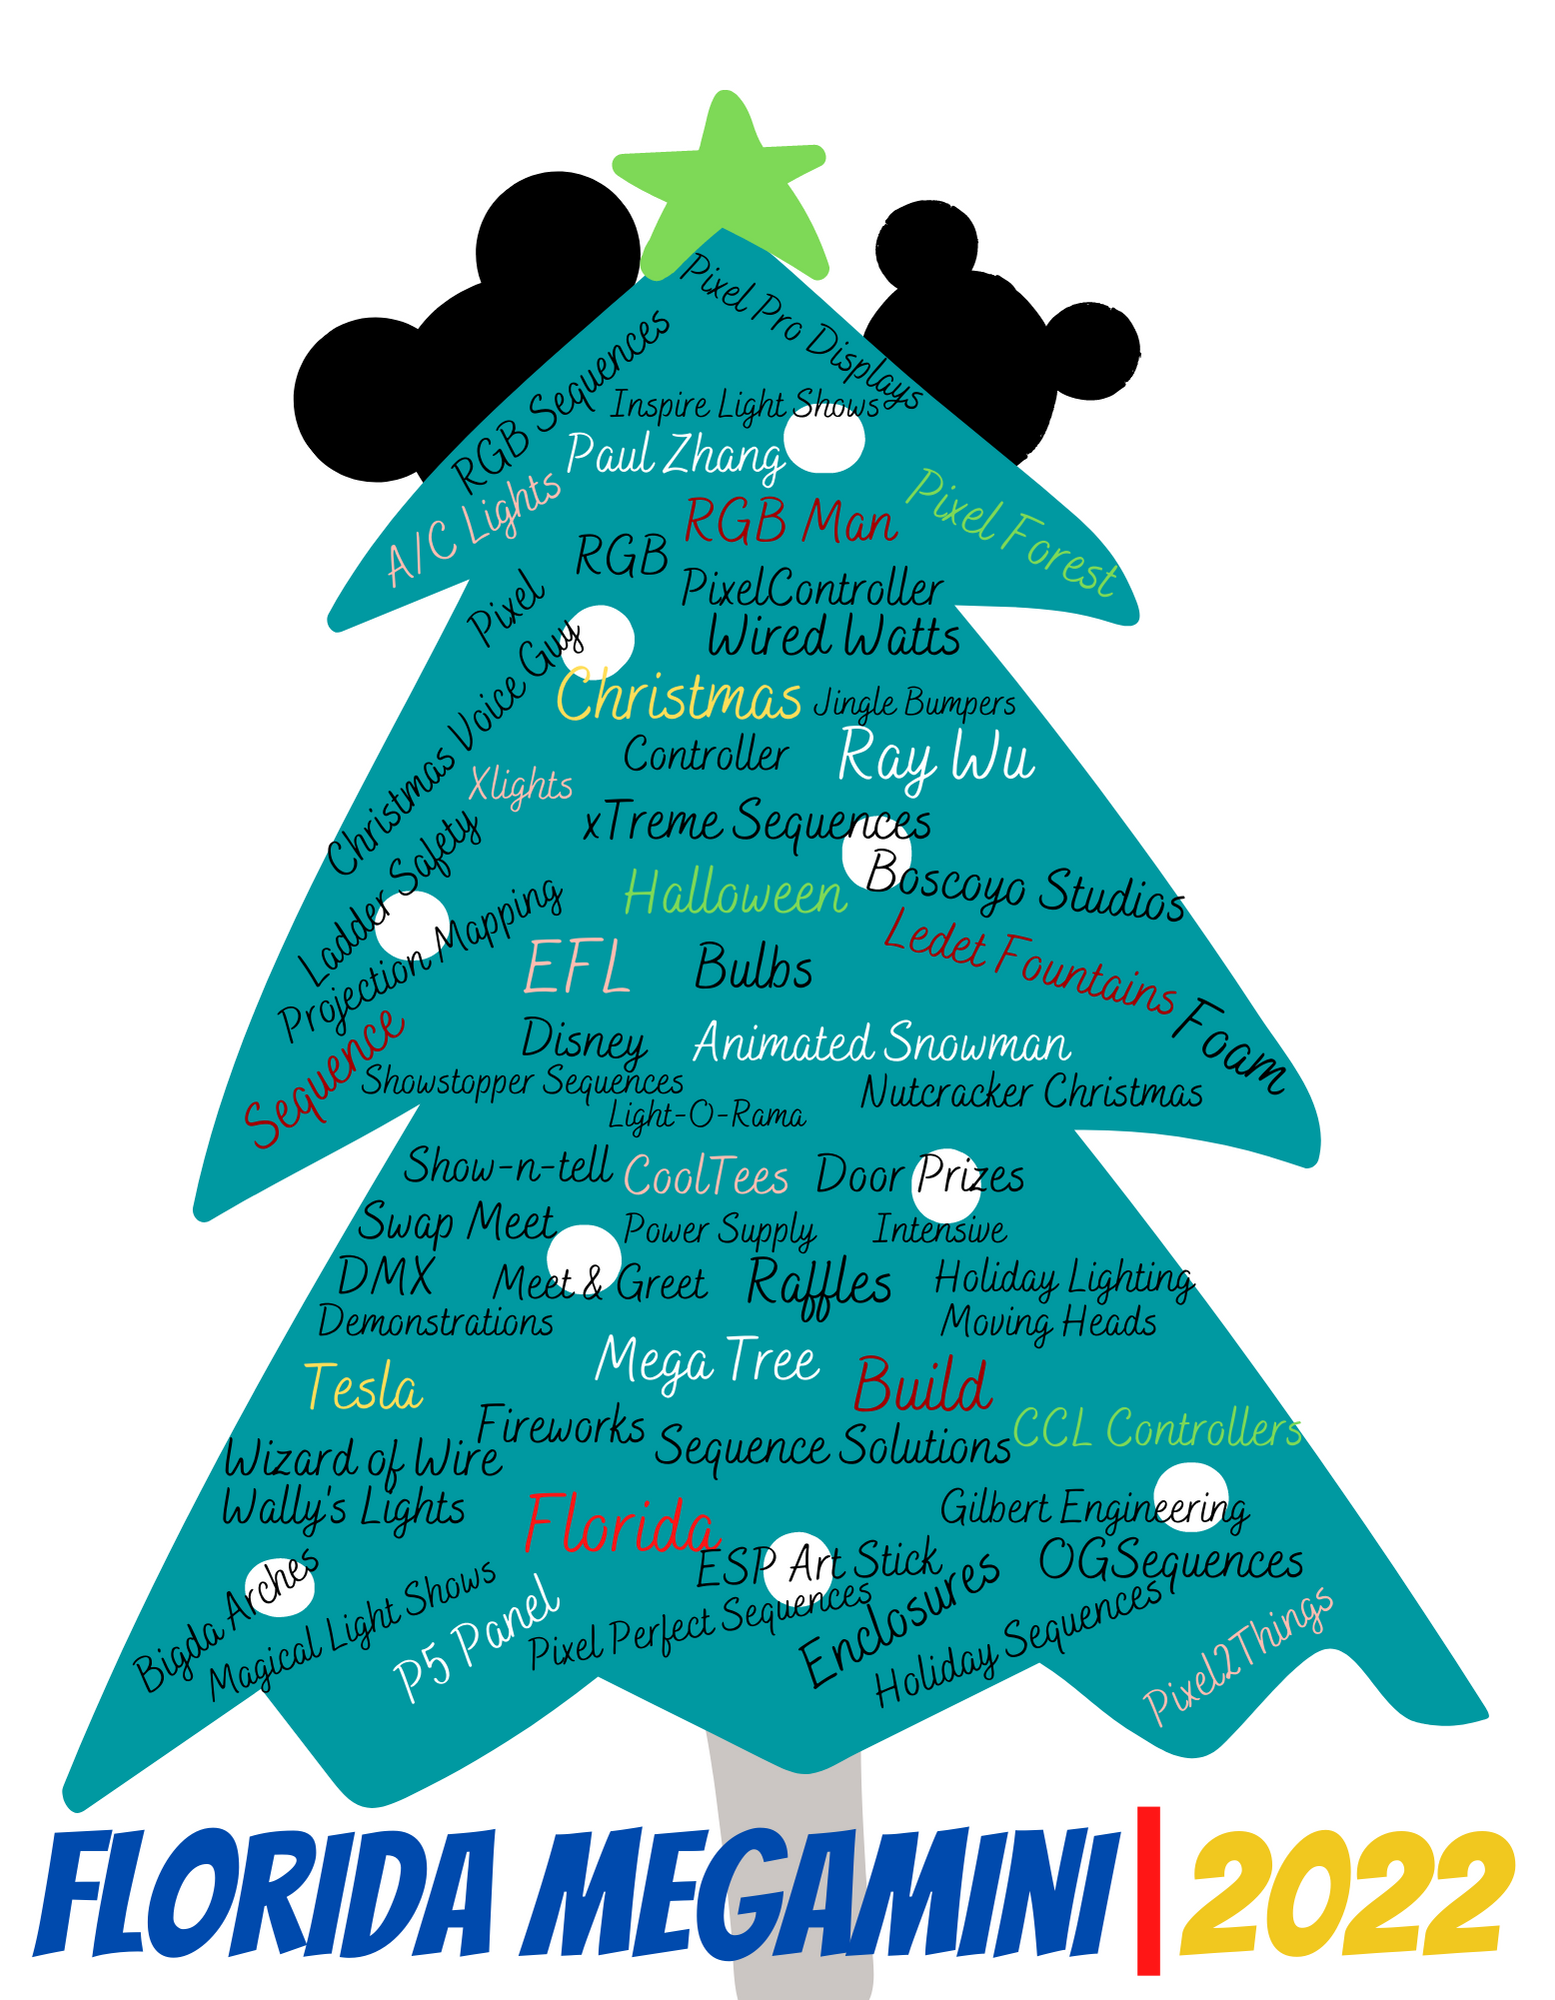 Pixel Pro Displays
RGB Sequences
Inspire Light Shows
Paul Zhang
A/C Lights
RGB Man
Pixel Forest
RGB
PixelController
Pixel
Wired Watts
Christmas Voice Guy
Christmas
Jingle Bumpers
Controller
Ray Wu
Xlights
xTreme Sequences
Ladder Safety
Boscoyo Studios
Halloween
Projection Mapping
Ledet Fountains
EFL
Bulbs
Foam
Sequence
Disney
Animated Snowman
Showstopper Sequences
Nutcracker Christmas
Light-O-Rama
Show-n-tell
CoolTees
Door Prizes
Swap Meet
Power Supply
Intensive
DMX
Meet & Greet
Raffles
Holiday Lighting
Demonstrations
Moving Heads
Mega Tree
Tesla
Build
Fireworks
CCL Controllers
Sequence Solutions
Wizard of Wire
Wally's Lights
Florida
Gilbert Engineering
ESP Art Stick
OGSequences
Bigda Arches
Magical Light Shows
P5 Panel
Pixel Perfect Sequences
Enclosures
Holiday Sequences
Pixel2Things
FLORIDA MEGAMINI|2022